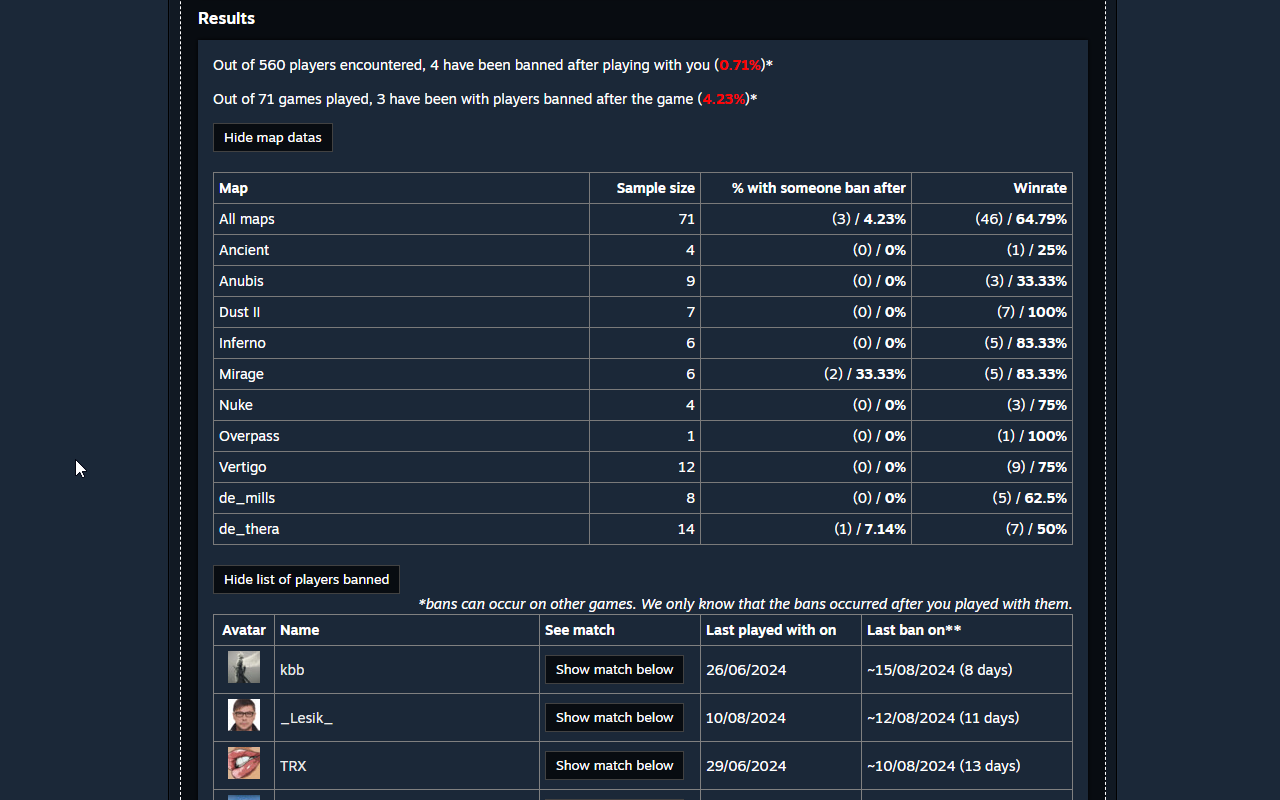 Results
Out of 560 players encountered, 4 have been banned after playing with you (0.71%)*
Out of 71 games played, 3 have been with players banned after the game (4.23%)*
Hide map datas
Map Sample size % with someone ban after Winrate
All maps 71 (3) / 4.23% (46) / 64.79%
Ancient 4 (0) / 0% (1) / 25%
Anubis 9 (0) / 0% (3) / 33.33%
Dust II 7 (0) / 0% (7) / 100%
Inferno 6 (0) / 0% (5) / 83.33%
Mirage 6 (2) / 33.33% (5) / 83.33%
Nuke 4 (0) / 0% (3) / 75%
Overpass 1 (0) / 0% (1) / 100%
Vertigo 12 (0) / 0% (9) / 75%
de_mills 8 (0) / 0% (5) / 62.5%
de_thera 14 (1) / 7.14% (7) / 50%
Hide list of players banned
*bans can occur on other games. We only know that the bans occurred after you played with them.
Avatar Name See match Last played with on Last ban on**
kbb Show match below 26/06/2024 ~15/08/2024 (8 days)
_Lesik_ Show match below 10/08/2024 ~12/08/2024 (11 days)
TRX Show match below 29/06/2024 ~10/08/2024 (13 days)